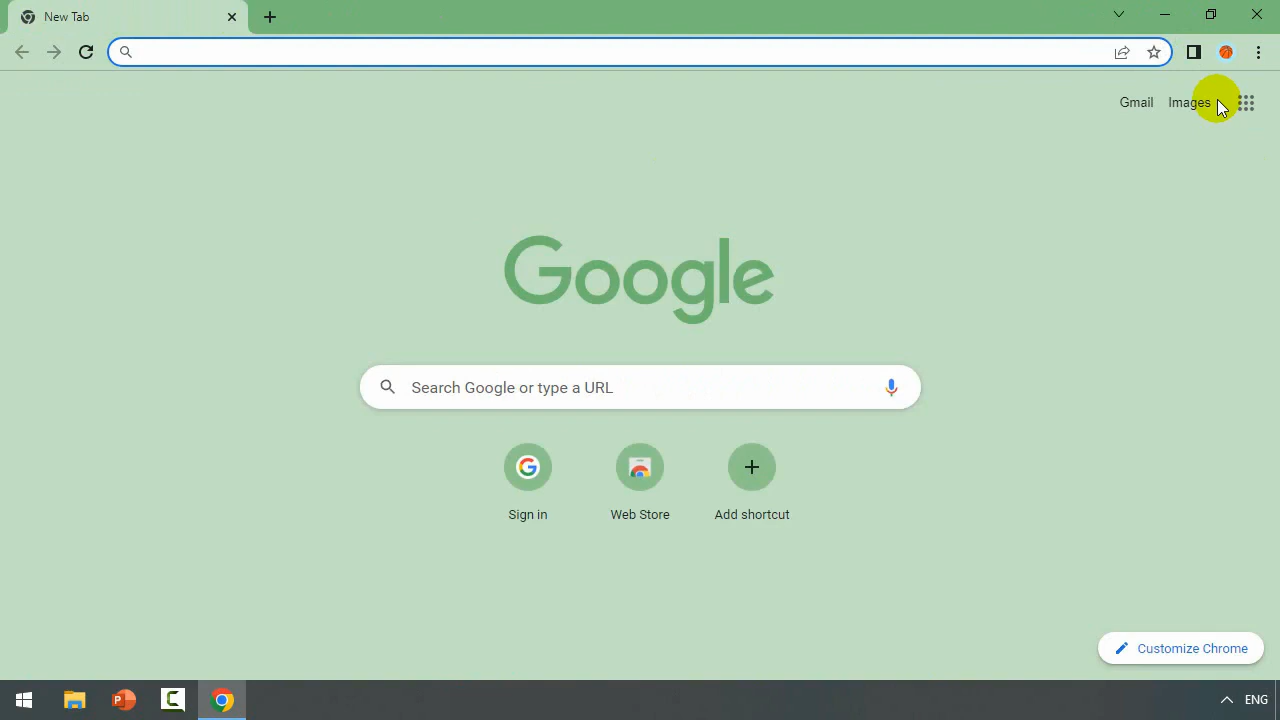 New Tab
Gmail
Images
Google
Search Google or type a URL
Sign in
Web Store
Add shortcut
Customize Chrome
ENG